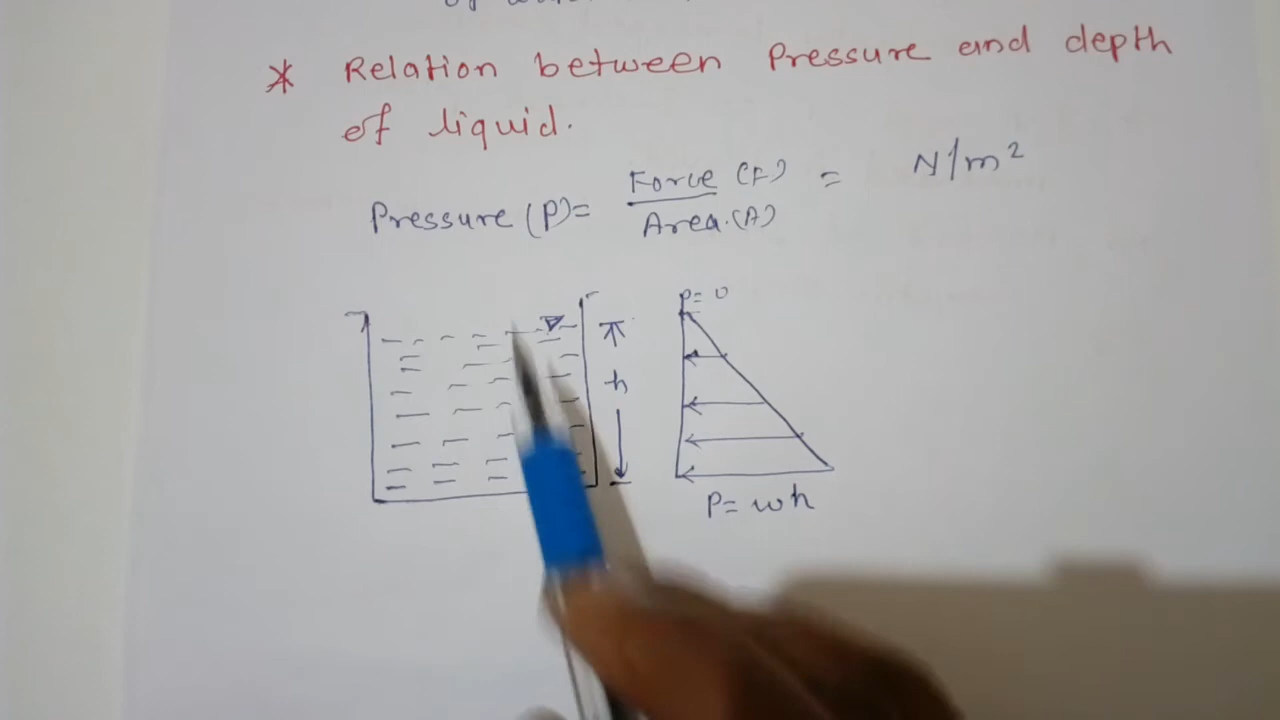 * Relation between Pressure and depth
of liquid.
Pressure (P) = Force (F) / Area. (A) = N/m²
P= 0
h
P= wh